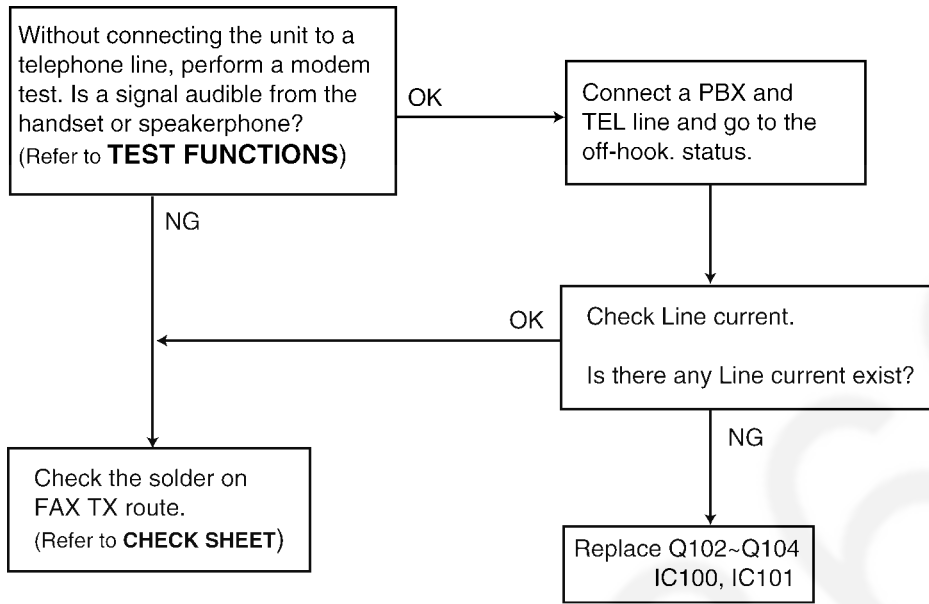 Without connecting the unit to a
telephone line, perform a modem
test. Is a signal audible from the
handset or speakerphone?
(Refer to TEST FUNCTIONS)
OK
Connect a PBX and
TEL line and go to the
off-hook. status.
NG
OK
Check Line current.
Is there any Line current exist?
NG
Check the solder on
FAX TX route.
(Refer to CHECK SHEET)
Replace Q102~Q104
IC100, IC101